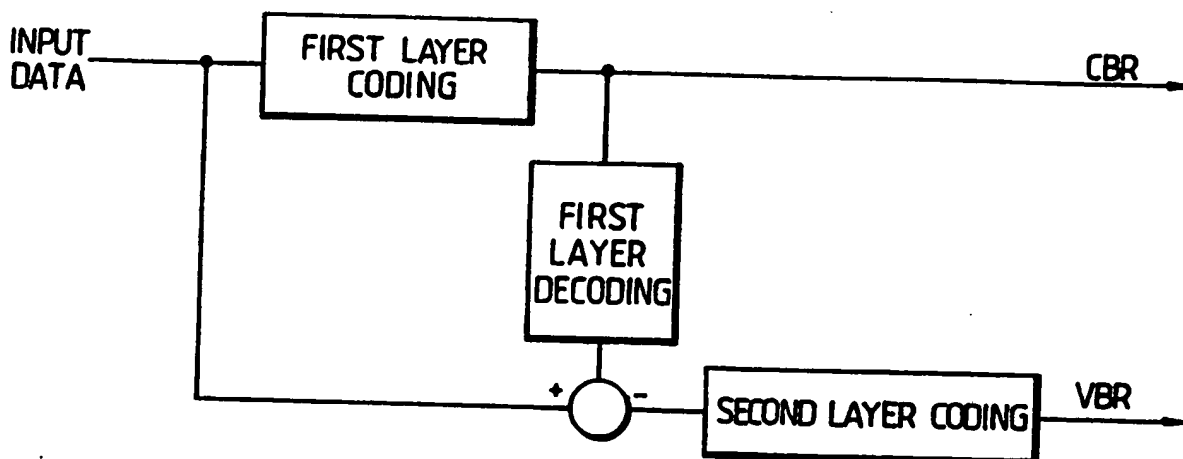 INPUT
DATA
FIRST LAYER
CODING
CBR
FIRST
LAYER
DECODING
+
-
SECOND LAYER CODING
VBR